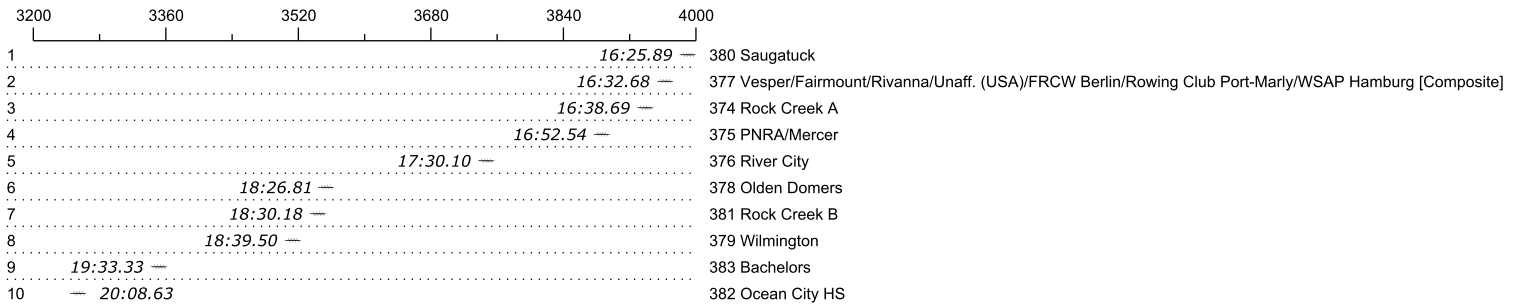 3200 3360 3520 3680 3840 4000
1 16:25.89 380 Saugatuck
2 16:32.68 377 Vesper/Fairmount/Rivanna/Unaff. (USA)/FRCW Berlin/Rowing Club Port-Marly/WSAP Hamburg [Composite]
3 16:38.69 374 Rock Creek A
4 16:52.54 375 PNRA/Mercer
5 17:30.10 376 River City
6 18:26.81 378 Olden Domers
7 18:30.18 381 Rock Creek B
8 18:39.50 379 Wilmington
9 19:33.33 383 Bachelors
10 20:08.63 382 Ocean City HS